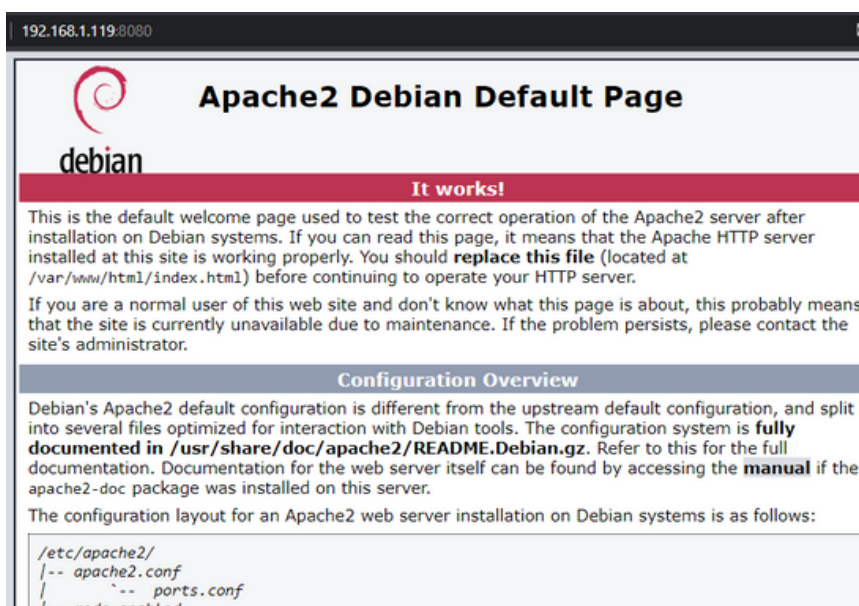 192.168.1.119:8080
Apache2 Debian Default Page
debian
It works!
This is the default welcome page used to test the correct operation of the Apache2 server after
installation on Debian systems. If you can read this page, it means that the Apache HTTP server
installed at this site is working properly. You should replace this file (located at
/var/www/html/index.html) before continuing to operate your HTTP server.
If you are a normal user of this web site and don't know what this page is about, this probably means
that the site is currently unavailable due to maintenance. If the problem persists, please contact the
site's administrator.
Configuration Overview
Debian's Apache2 default configuration is different from the upstream default configuration, and split
into several files optimized for interaction with Debian tools. The configuration system is fully
documented in /usr/share/doc/apache2/README.Debian.gz. Refer to this for the full
documentation. Documentation for the web server itself can be found by accessing the manual if the
apache2-doc package was installed on this server.
The configuration layout for an Apache2 web server installation on Debian systems is as follows:
/etc/apache2/
|-- apache2.conf
|       `--  ports.conf